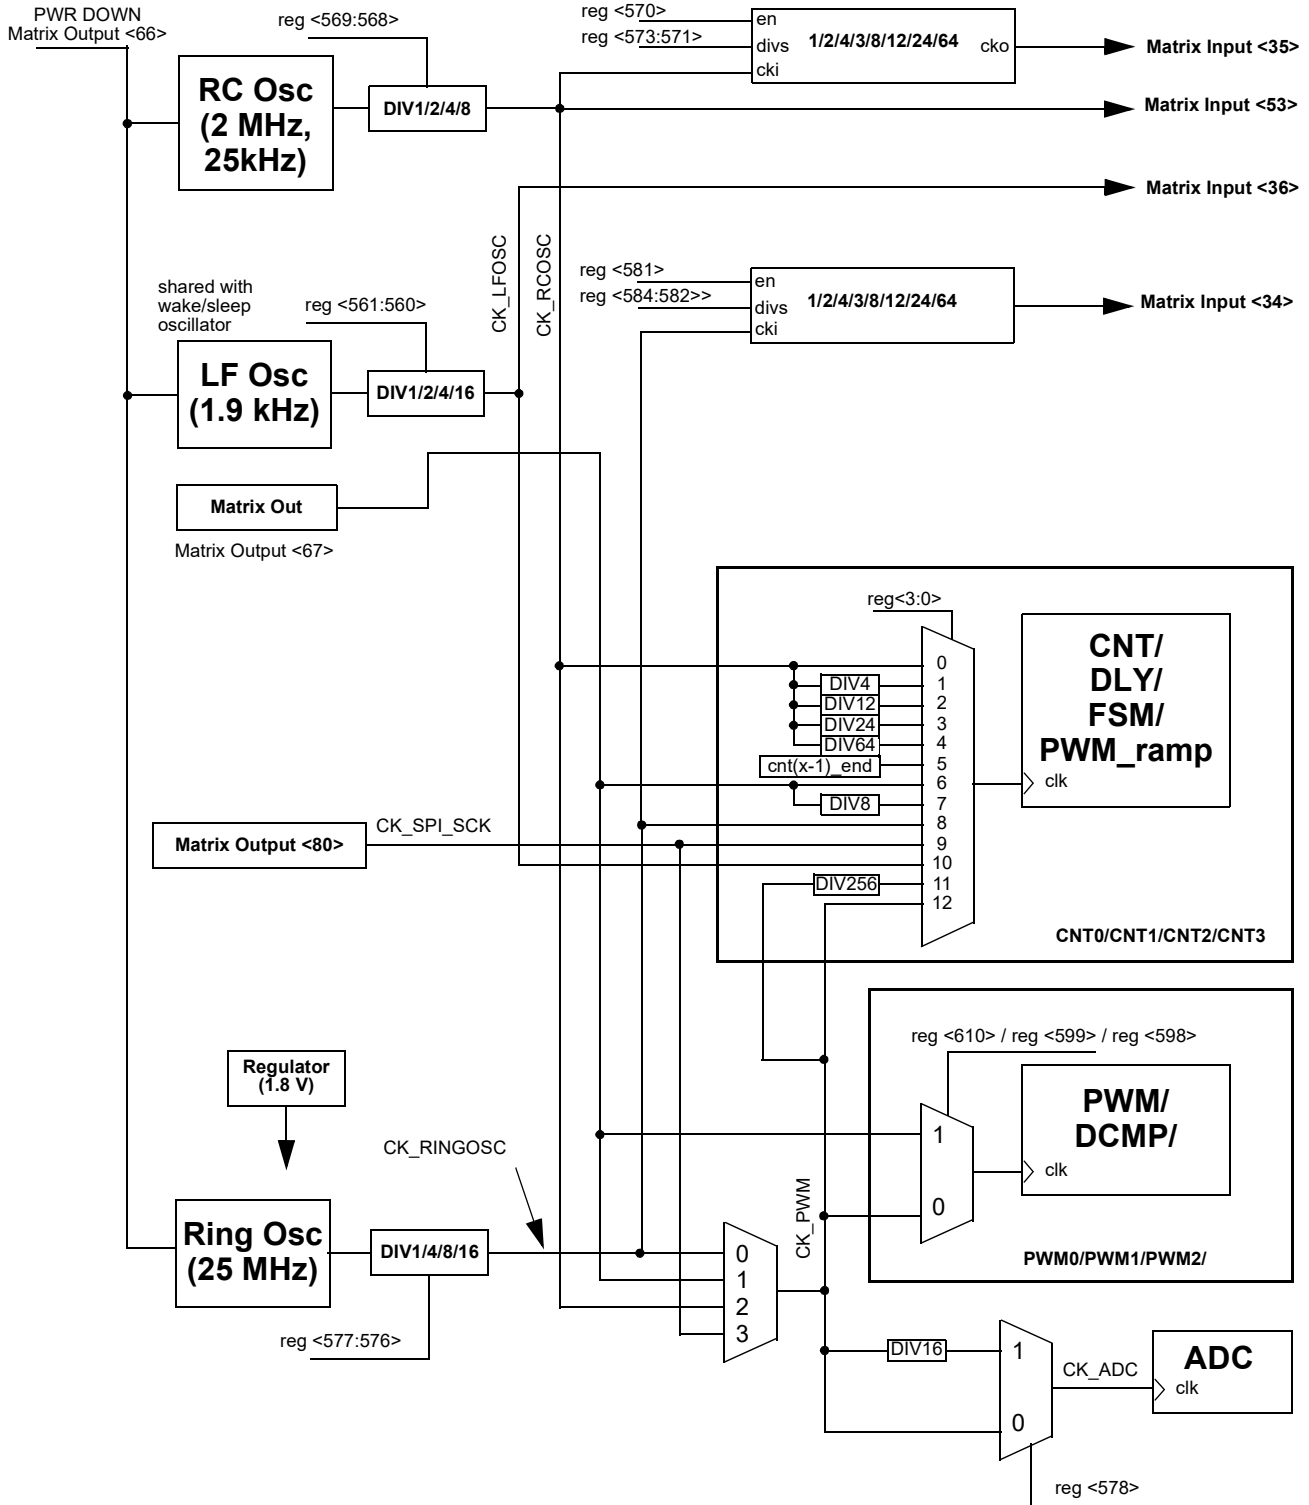 PWR DOWN
Matrix Output <66>
reg <569:568>
RC Osc
(2 MHz,
25kHz)
DIV1/2/4/8
reg <570>
reg <573:571>
en
divs
cki
1/2/4/3/8/12/24/64
cko
Matrix Input <35>
Matrix Input <53>
Matrix Input <36>
CK_LFOSC
CK_RCOSC
reg <581>
reg <584:582>>
en
divs
cki
1/2/4/3/8/12/24/64
Matrix Input <34>
shared with
wake/sleep
oscillator
reg <561:560>
LF Osc
(1.9 kHz)
DIV1/2/4/16
Matrix Out
Matrix Output <67>
reg<3:0>
0
DIV4 1
DIV12 2
DIV24 3
DIV64 4
cnt(x-1)_end 5
6
DIV8 7
8
9
10
DIV256 11
12
CNT/
DLY/
FSM/
PWM_ramp
clk
CNT0/CNT1/CNT2/CNT3
CK_SPI_SCK
Matrix Output <80>
reg <610> / reg <599> / reg <598>
1
0
PWM/
DCMP/
clk
PWM0/PWM1/PWM2/
Regulator
(1.8 V)
CK_RINGOSC
Ring Osc
(25 MHz)
DIV1/4/8/16
reg <577:576>
0
1
2
3
CK_PWM
DIV16
1
0
CK_ADC
ADC
clk
reg <578>